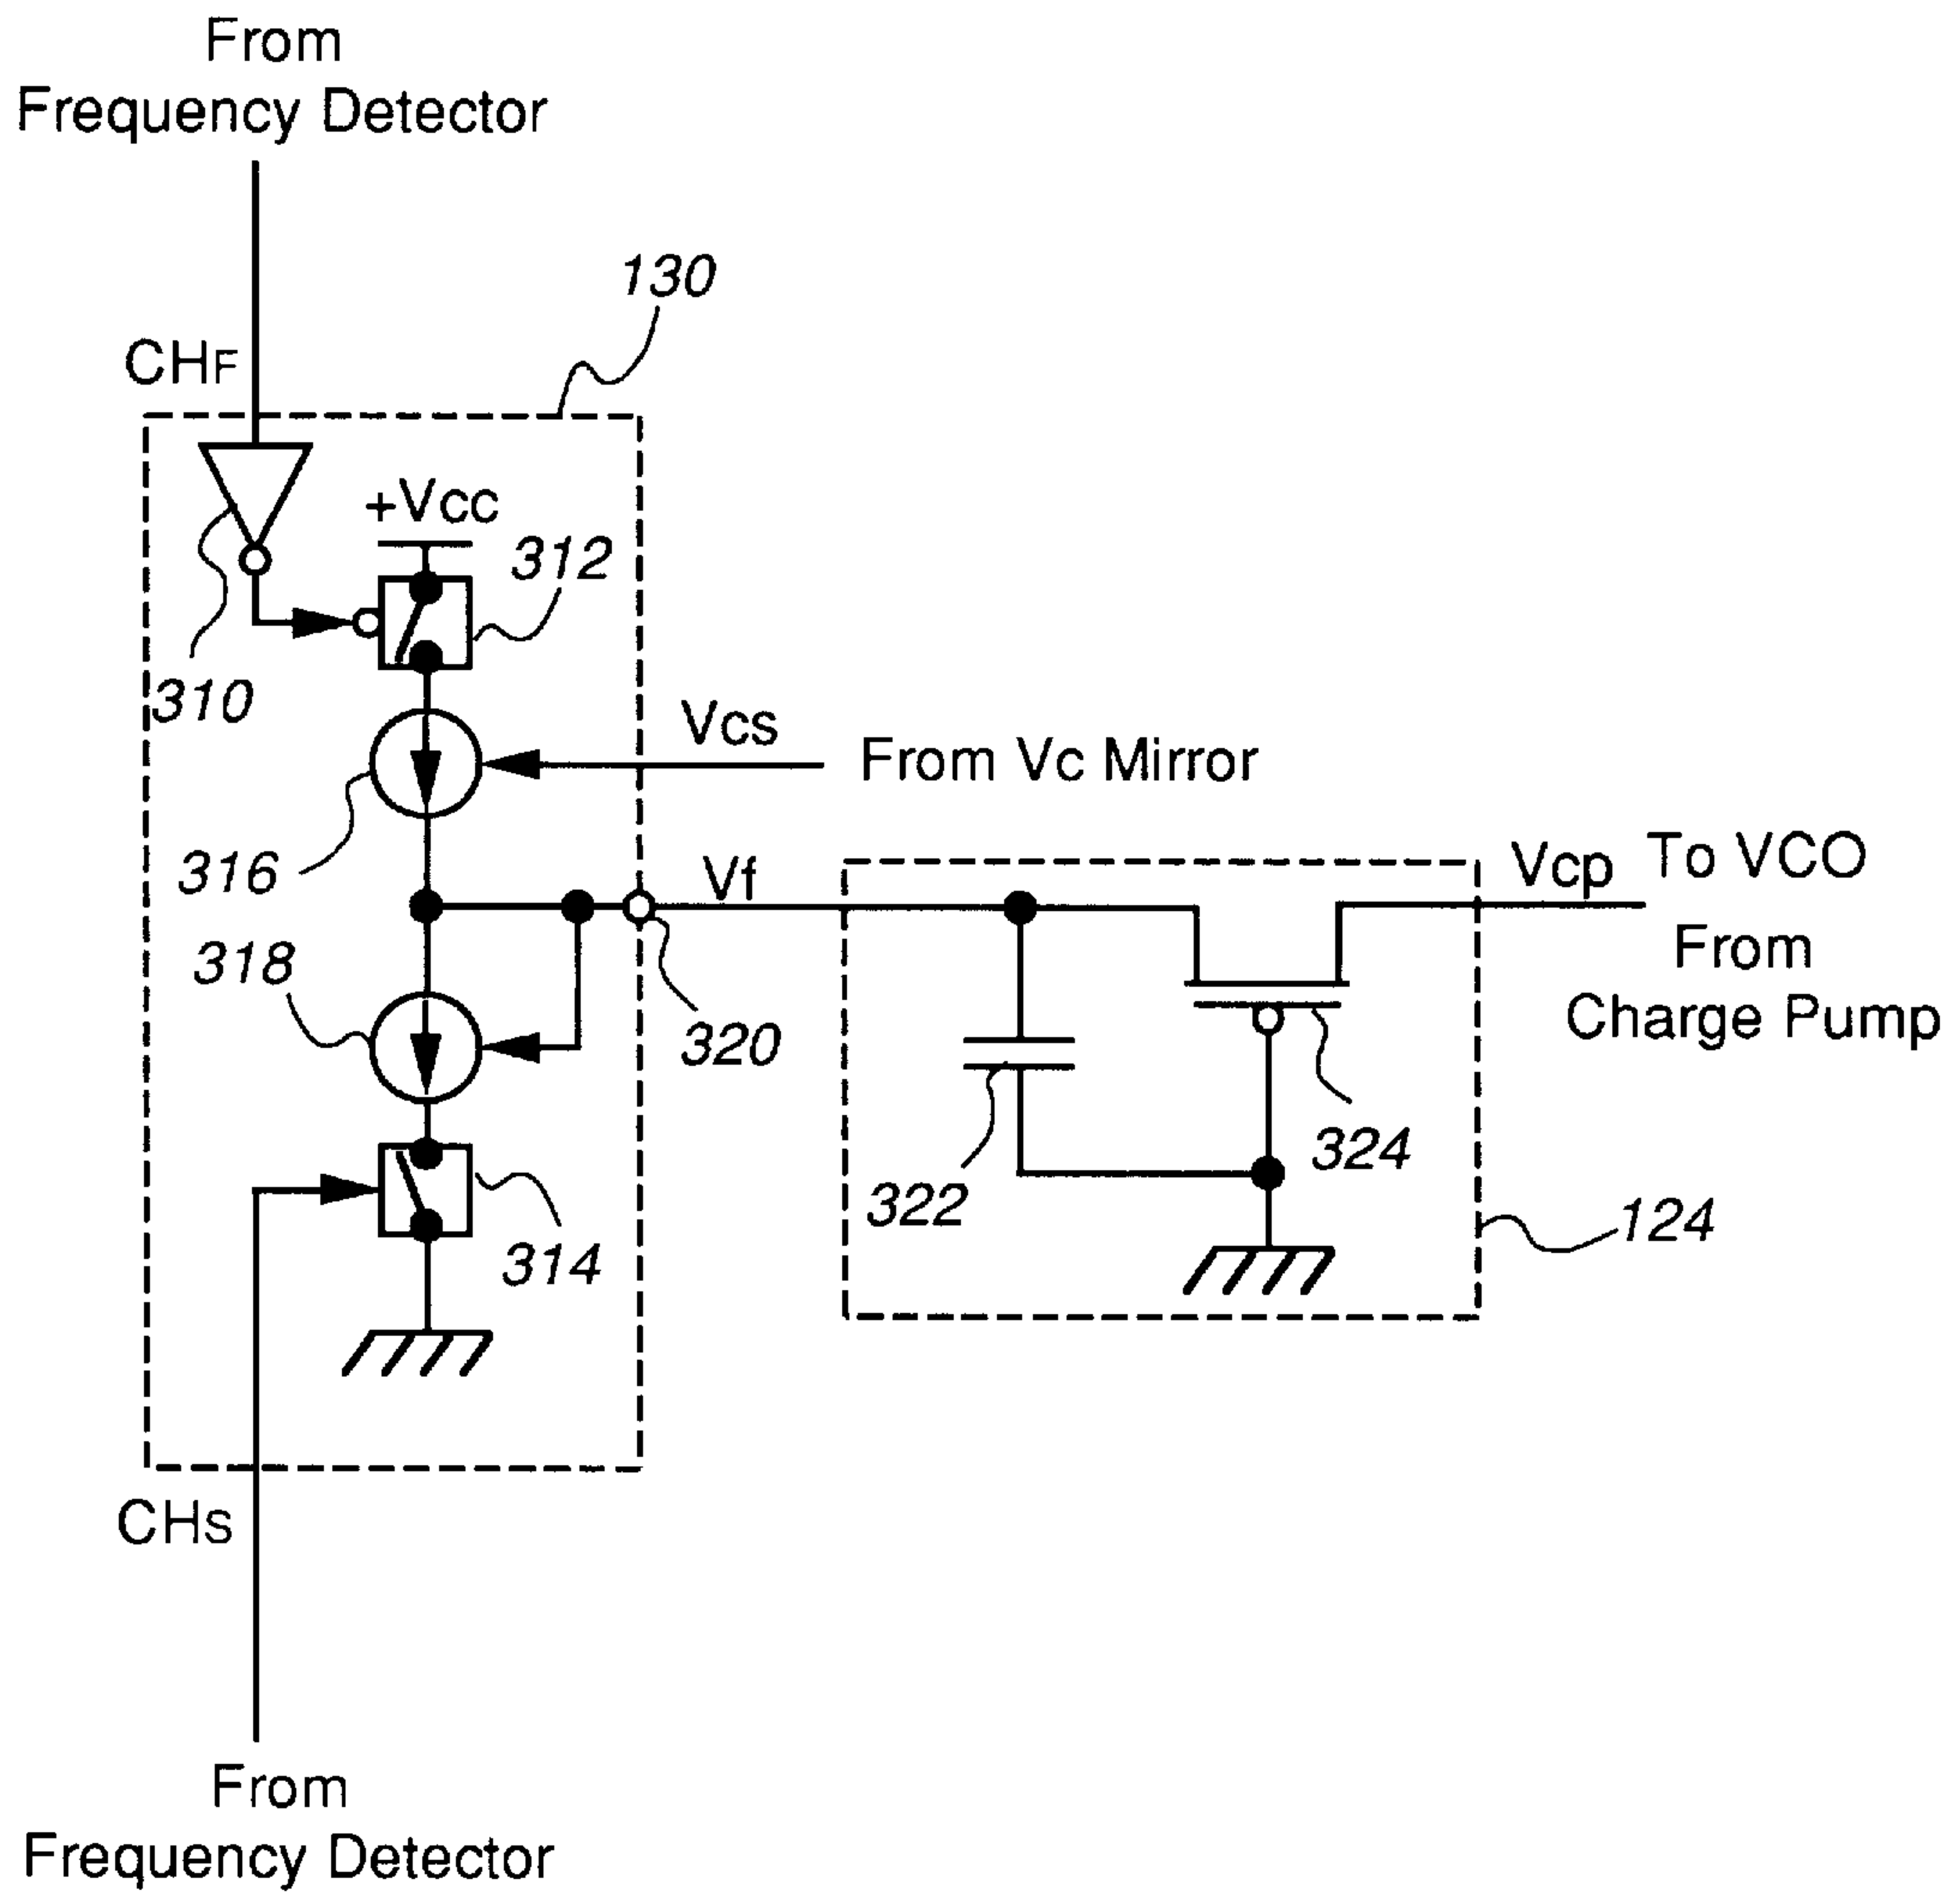 From
Frequency Detector
130
CHF
+Vcc
312
310
Vcs
From Vc Mirror
316
Vf
Vcp
To VCO
318
From
Charge Pump
320
324
322
124
314
CHs
From
Frequency Detector